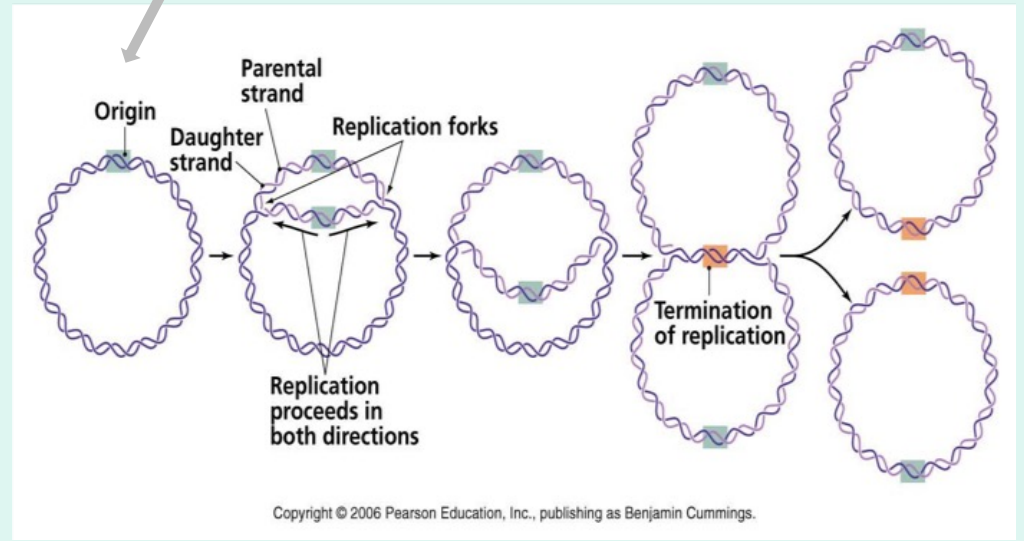 Origin
Parental
strand
Daughter
strand
Replication forks
Replication
proceeds in
both directions
Termination
of replication
Copyright © 2006 Pearson Education, Inc., publishing as Benjamin Cummings.